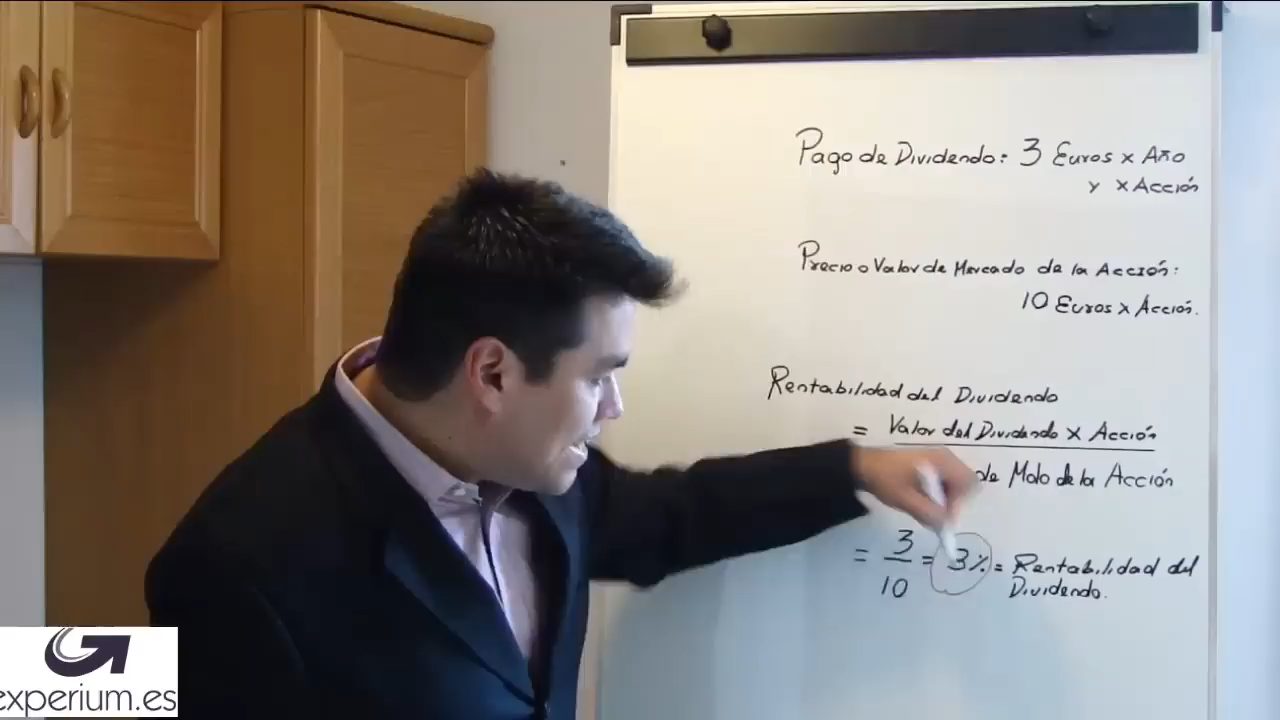 Pago de Dividendo: 3 Euros x Año
y x Acción
Precio o Valor de Mercado de la Acción:
10 Euros x Acción.
Rentabilidad del Dividendo
= Valor del Dividendo x Acción
de Mdo de la Acción
= 3/10 = 3% = Rentabilidad del
Dividendo.
experium.es